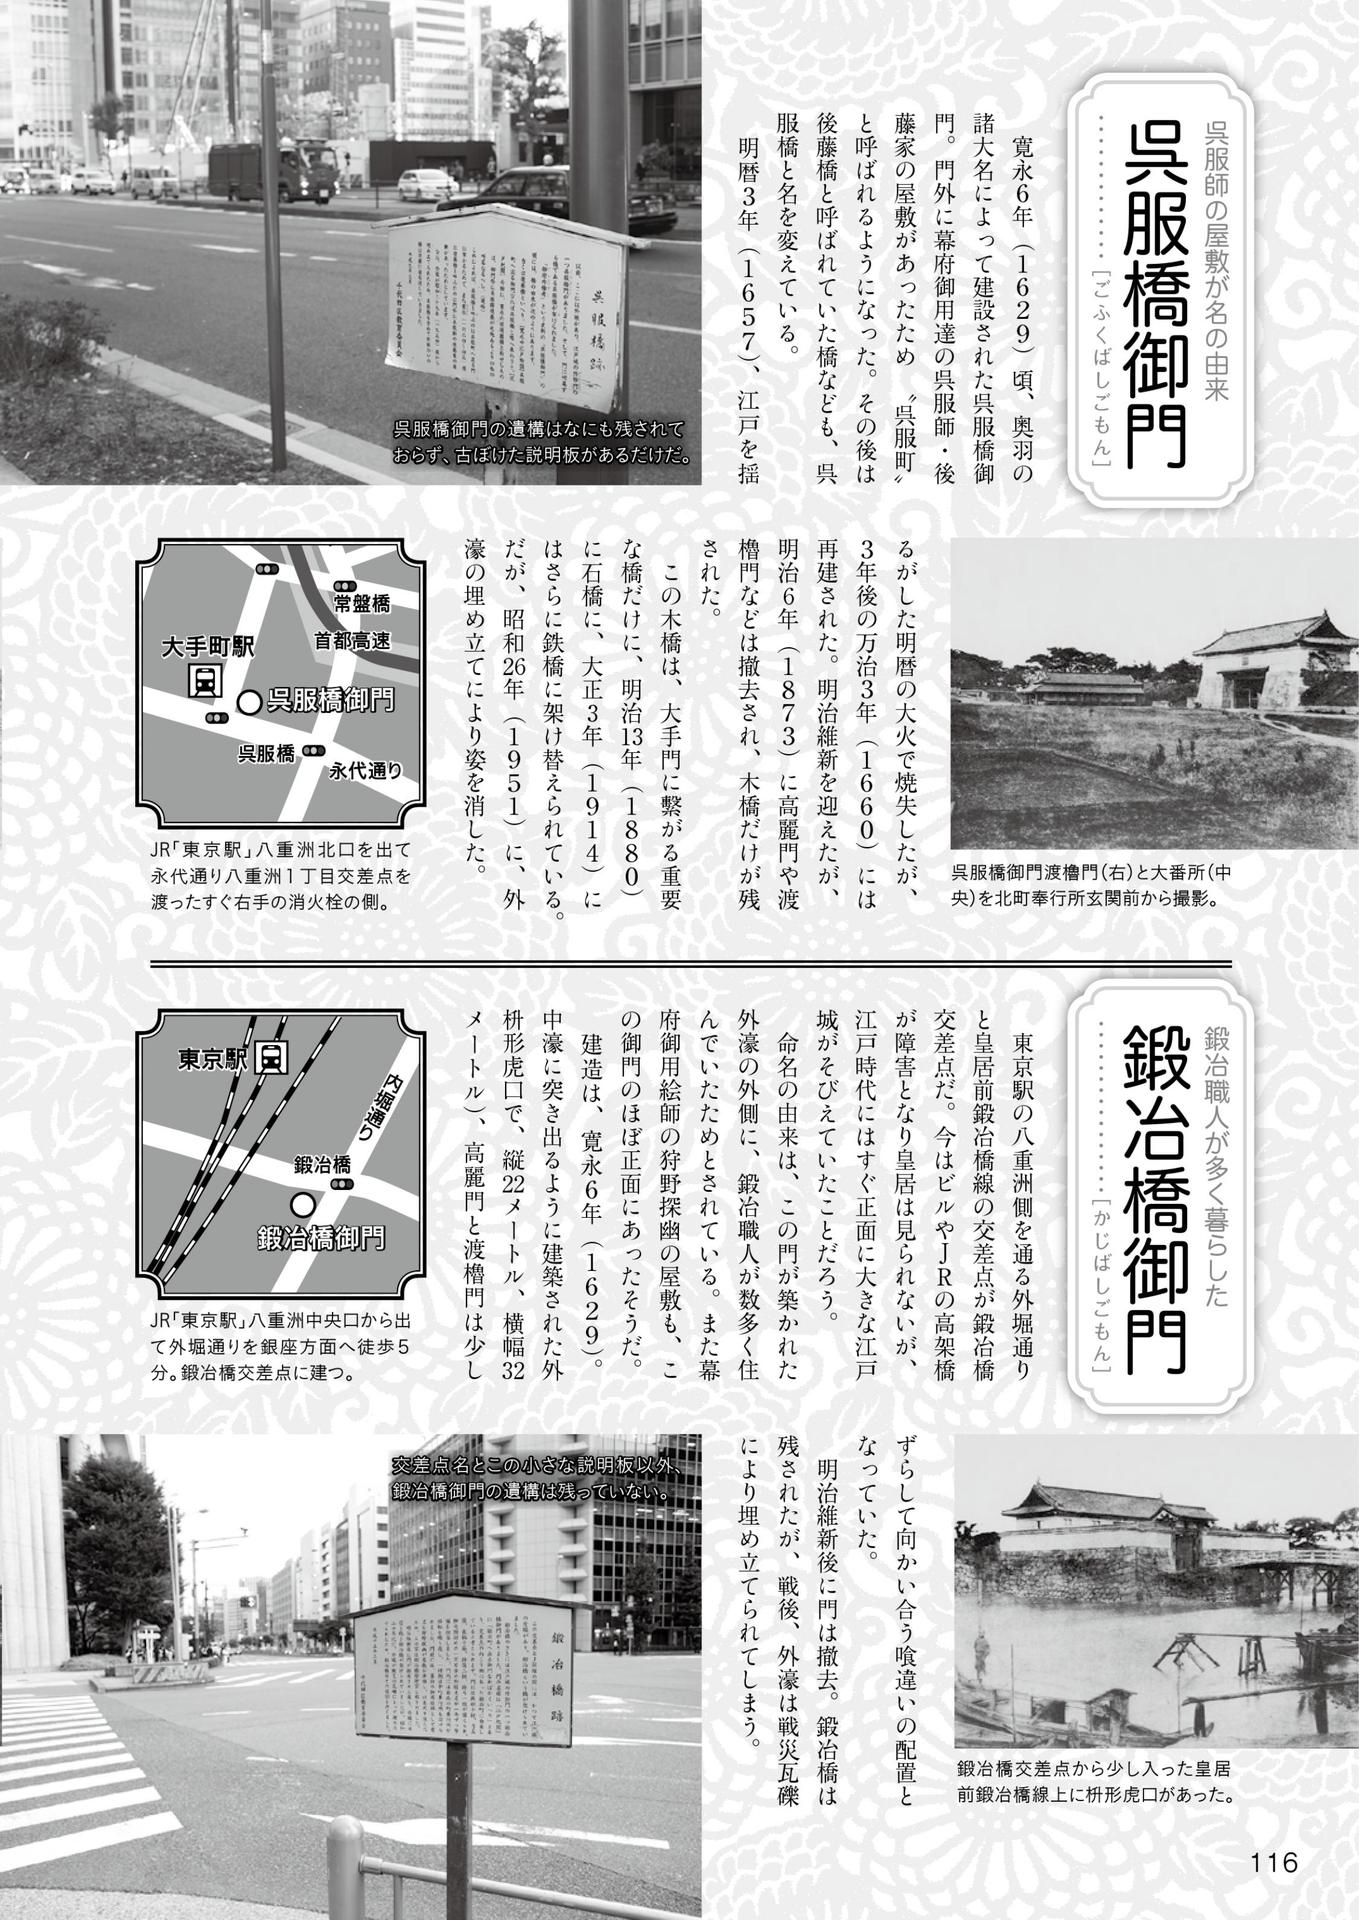 呉服師の屋敷が名の由来
呉服橋御門
[ごふくばしごもん]
寛永6年（1629）頃、奥羽の
諸大名によって建設された呉服橋御
門。門外に幕府御用達の呉服師・後
藤家の屋敷があったため〝呉服町〟
と呼ばれるようになった。その後は
後藤橋と呼ばれていた橋なども、呉
服橋と名を変えている。
明暦3年（1657）、江戸を揺
るがした明暦の大火で焼失したが、
3年後の万治3年（1660）には
再建された。明治維新を迎えたが、
明治6年（1873）に高麗門や渡
櫓門などは撤去され、木橋だけが残
された。
この木橋は、大手門に繋がる重要
な橋だけに、明治13年（1880）
に石橋に、大正3年（1914）に
はさらに鉄橋に架け替えられている。
だが、昭和26年（1951）に、外
濠の埋め立てにより姿を消した。
呉服橋跡
千代田区教育委員会
呉服橋御門の遺構はなにも残されて
おらず、古ぼけた説明板があるだけだ。
呉服橋御門渡櫓門（右）と大番所（中
央）を北町奉行所玄関前から撮影。
常盤橋
首都高速
大手町駅
呉服橋御門
呉服橋
永代通り
JR「東京駅」八重洲北口を出て
永代通り八重洲1丁目交差点を
渡ったすぐ右手の消火栓の側。
鍛冶職人が多く暮らした
鍛冶橋御門
[かじばしごもん]
東京駅の八重洲側を通る外堀通り
と皇居前鍛冶橋線の交差点が鍛冶橋
交差点だ。今はビルやJRの高架橋
が障害となり皇居は見られないが、
江戸時代にはすぐ正面に大きな江戸
城がそびえていたことだろう。
命名の由来は、この門が築かれた
外濠の外側に、鍛冶職人が数多く住
んでいたためとされている。また幕
府御用絵師の狩野探幽の屋敷も、こ
の御門のほぼ正面にあったそうだ。
建造は、寛永6年（1629）。
中濠に突き出るように建築された外
枡形虎口で、縦22メートル、横幅32
メートル）、高麗門と渡櫓門は少し
ずらして向かい合う喰違いの配置と
なっていた。
明治維新後に門は撤去。鍛冶橋は
残されたが、戦後、外濠は戦災瓦礫
により埋め立てられてしまう。
東京駅
内堀通り
鍛冶橋
鍛冶橋御門
JR「東京駅」八重洲中央口から出
て外堀通りを銀座方面へ徒歩5
分。鍛冶橋交差点に建つ。
鍛冶橋交差点から少し入った皇居
前鍛冶橋線上に枡形虎口があった。
交差点名とこの小さな説明板以外、
鍛冶橋御門の遺構は残っていない。
鍛冶橋跡
116